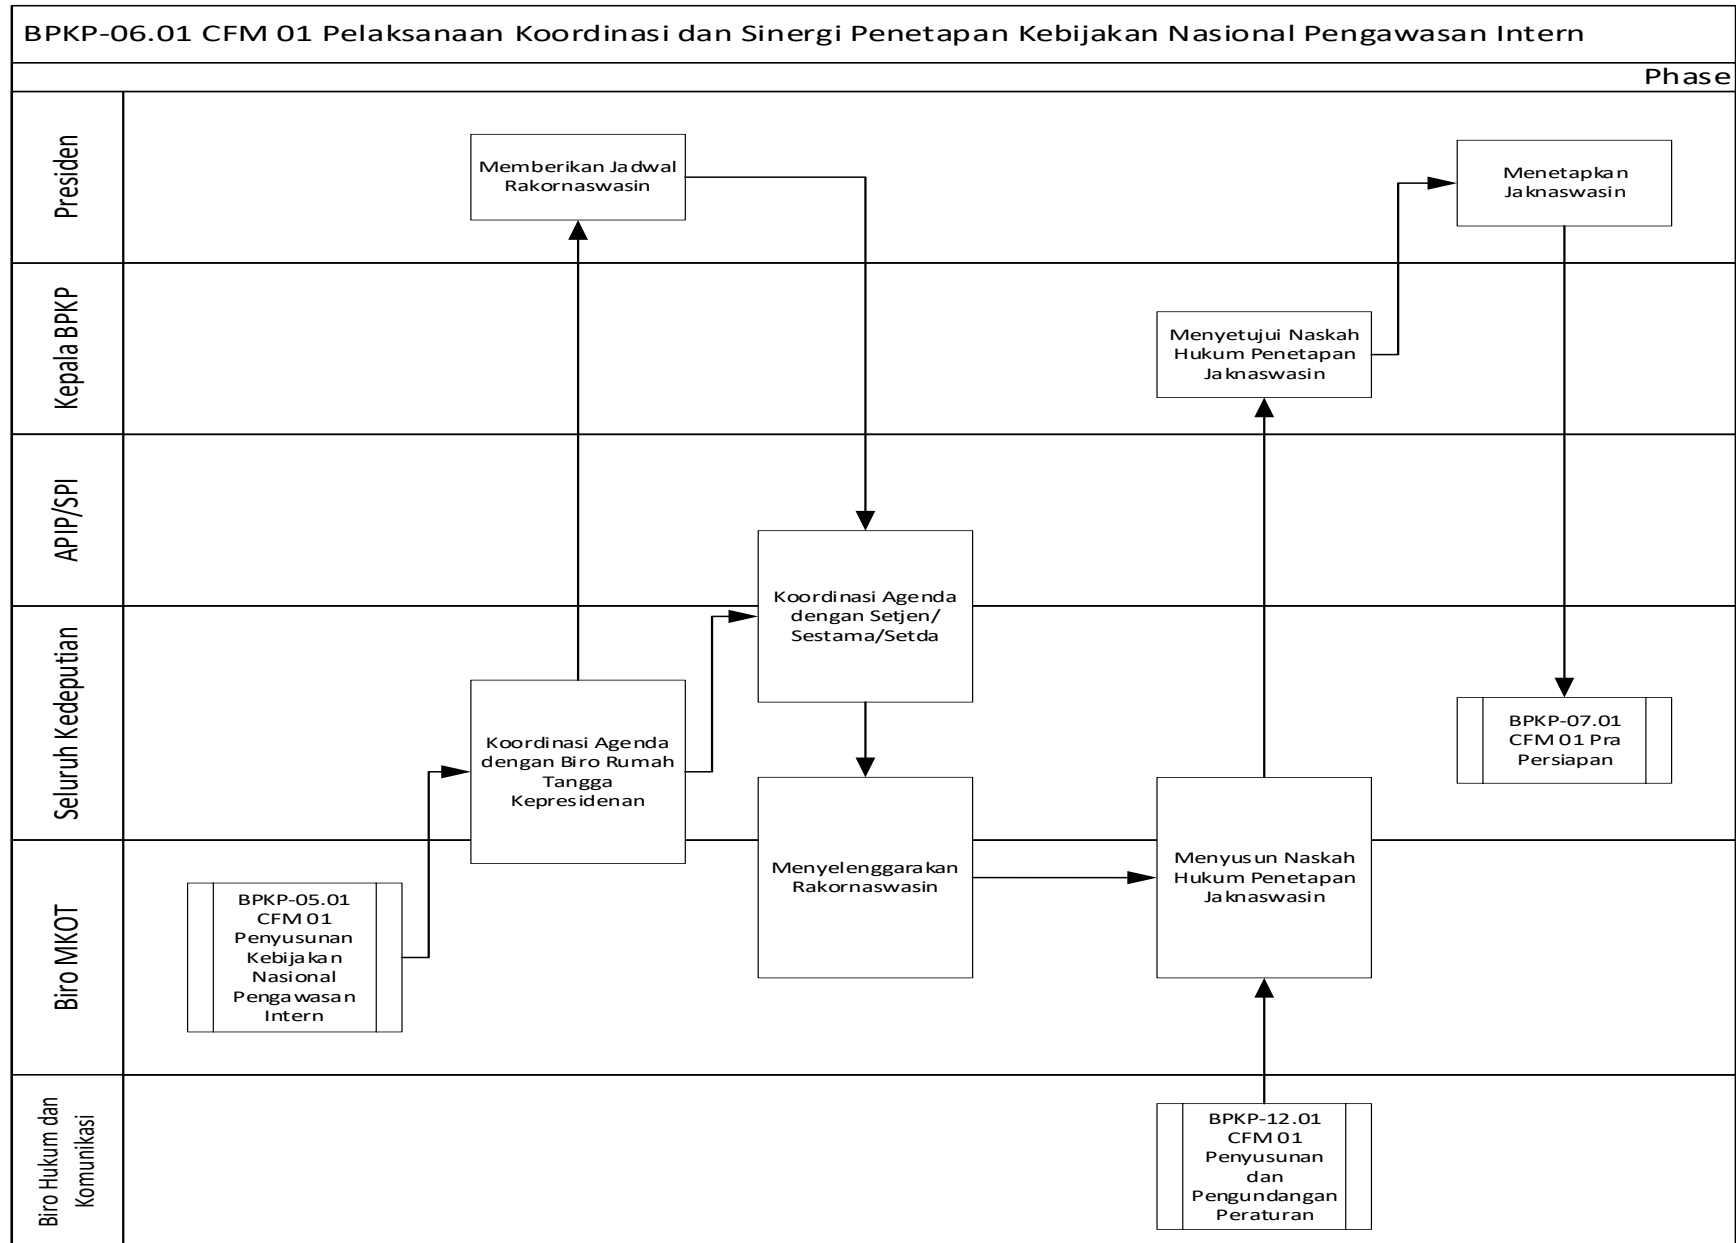 BPKP-06.01 CFM 01 Pelaksanaan Koordinasi dan Sinergi Penetapan Kebijakan Nasional Pengawasan Intern
Phase
Presiden
Memberikan Jadwal
Rakornaswasin
Menetapkan
Jaknaswasin
Kepala BPKP
Menyetujui Naskah
Hukum Penetapan
Jaknaswasin
APIP/SPI
Koordinasi Agenda
dengan Setjen/
Sestama/Setda
Seluruh Kedeputian
Koordinasi Agenda
dengan Biro Rumah
Tangga
Kepresidenan
BPKP-07.01
CFM 01 Pra
Persiapan
Biro MKOT
BPKP-05.01
CFM 01
Penyusunan
Kebijakan
Nasional
Pengawasan
Intern
Menyelenggarakan
Rakornaswasin
Menyusun Naskah
Hukum Penetapan
Jaknaswasin
Biro Hukum dan
Komunikasi
BPKP-12.01
CFM 01
Penyusunan
dan
Pengundangan
Peraturan